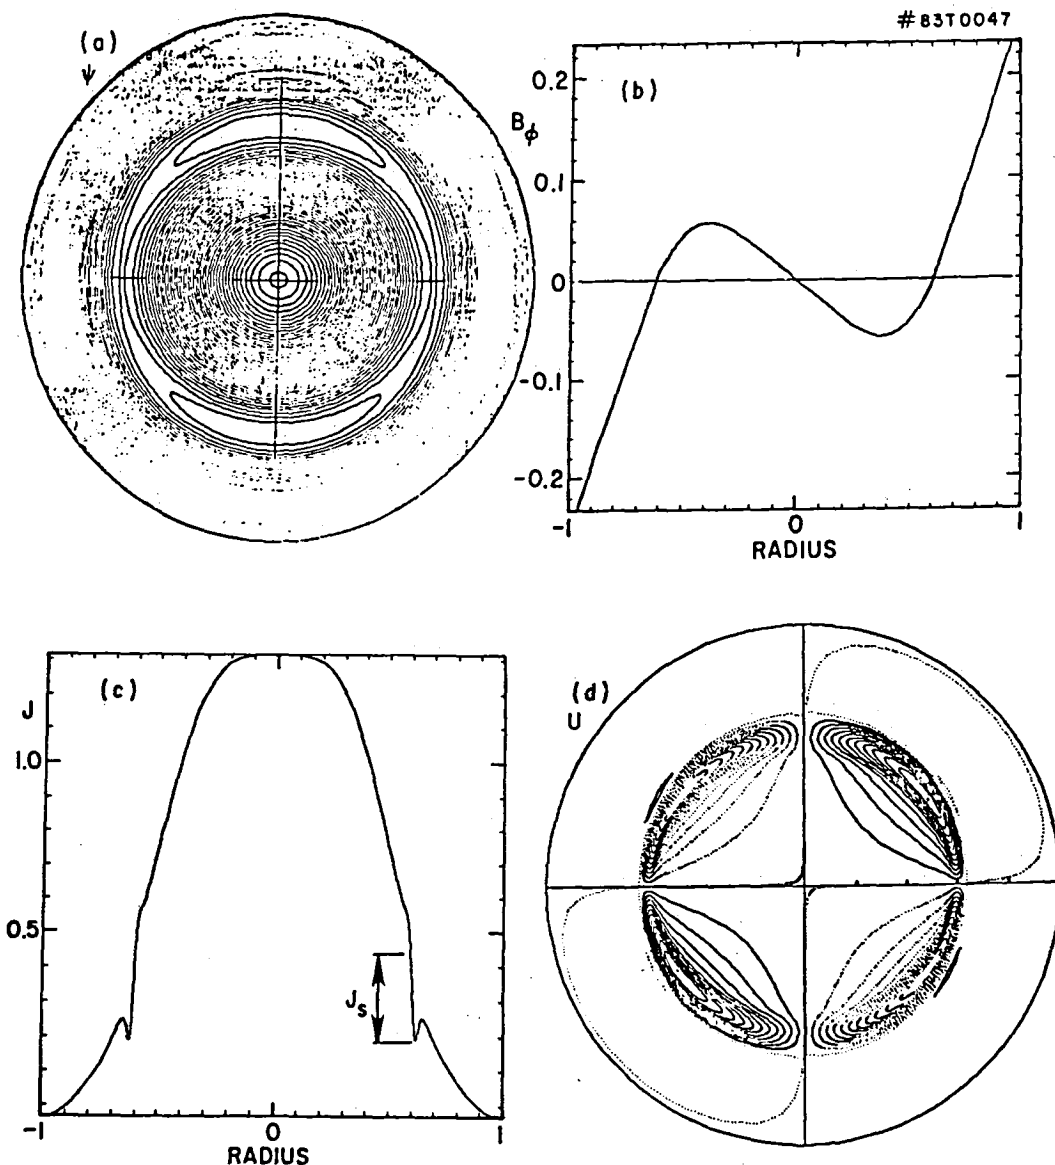 #83T0047
(a)
(b)
Bϕ
0.2
0.1
0
-0.1
-0.2
-1 0 1
RADIUS
(c)
J
1.0
0.5
Js
-1 0 1
RADIUS
(d)
U